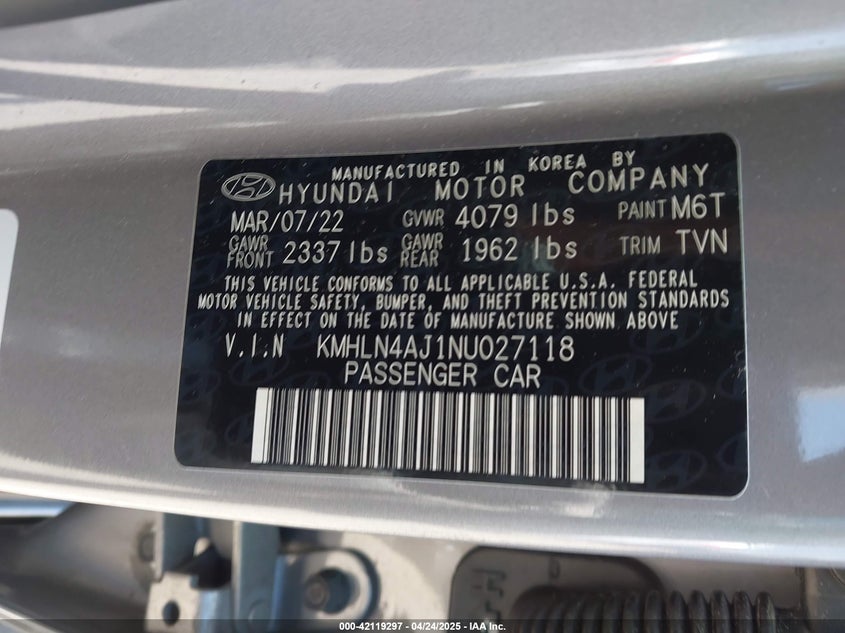 MANUFACTURED IN KOREA BY
HYUNDAI MOTOR COMPANY
MAR/07/22 GVWR 4079 lbs PAINT M6T
GAWR FRONT 2337 lbs GAWR REAR 1962 lbs TRIM TVN
THIS VEHICLE CONFORMS TO ALL APPLICABLE U.S.A. FEDERAL
MOTOR VEHICLE SAFETY, BUMPER, AND THEFT PREVENTION STANDARDS
IN EFFECT ON THE DATE OF MANUFACTURE SHOWN ABOVE
V.I.N KMHLN4AJ1NU027118
PASSENGER CAR
000-42119297 - 04/24/2025 - IAA Inc.